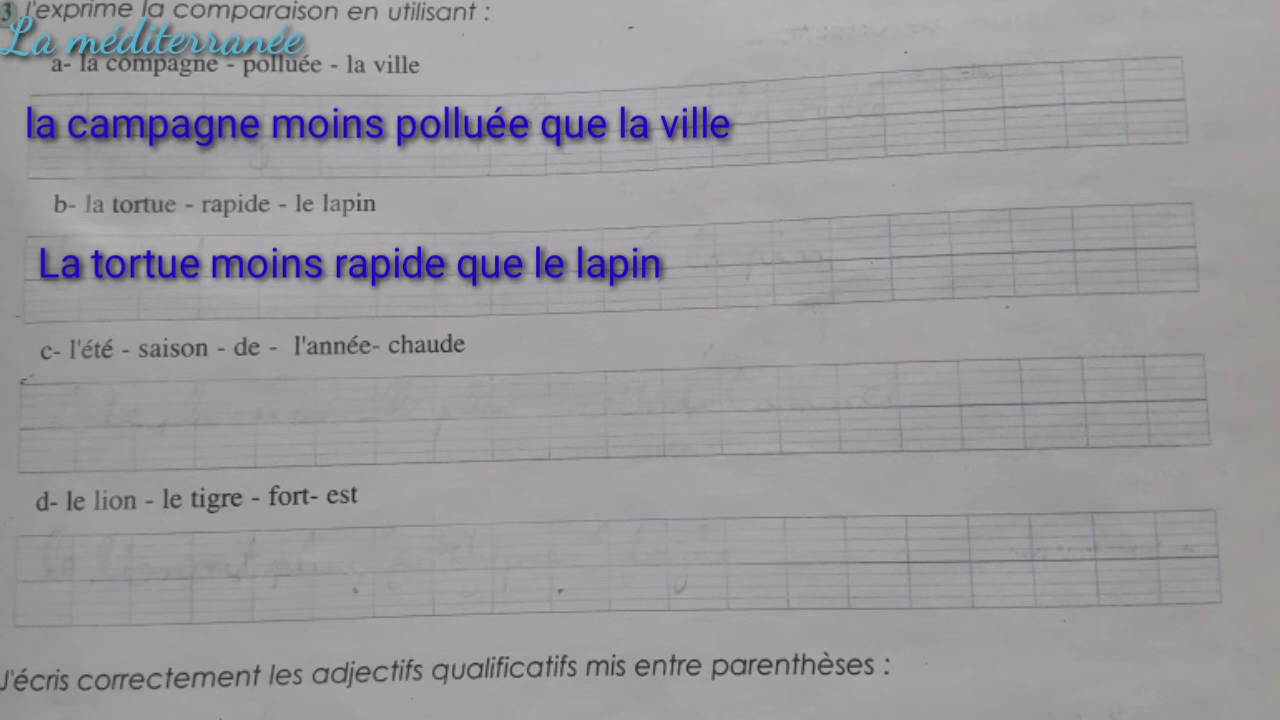 3 J'exprime la comparaison en utilisant :
La méditerranée
a- la compagne - polluée - la ville
la campagne moins polluée que la ville
b- la tortue - rapide - le lapin
La tortue moins rapide que le lapin
c- l'été - saison - de - l'année- chaude
d- le lion - le tigre - fort- est
J'écris correctement les adjectifs qualificatifs mis entre parenthèses :